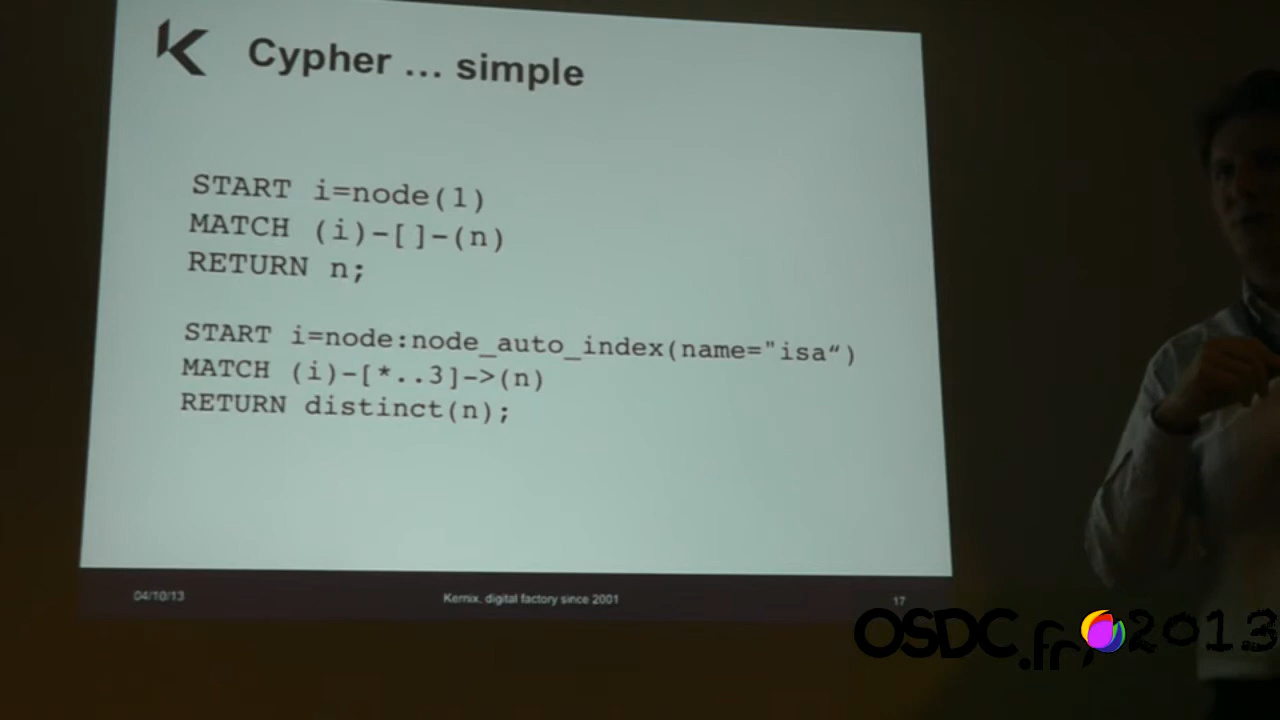 Cypher ... simple
START i=node(1)
MATCH (i)-[]-(n)
RETURN n;
START i=node:node_auto_index(name="isa“)
MATCH (i)-[*..3]->(n)
RETURN distinct(n);
04/10/13
Kernix, digital factory since 2001
17
OSDC.fr 2013